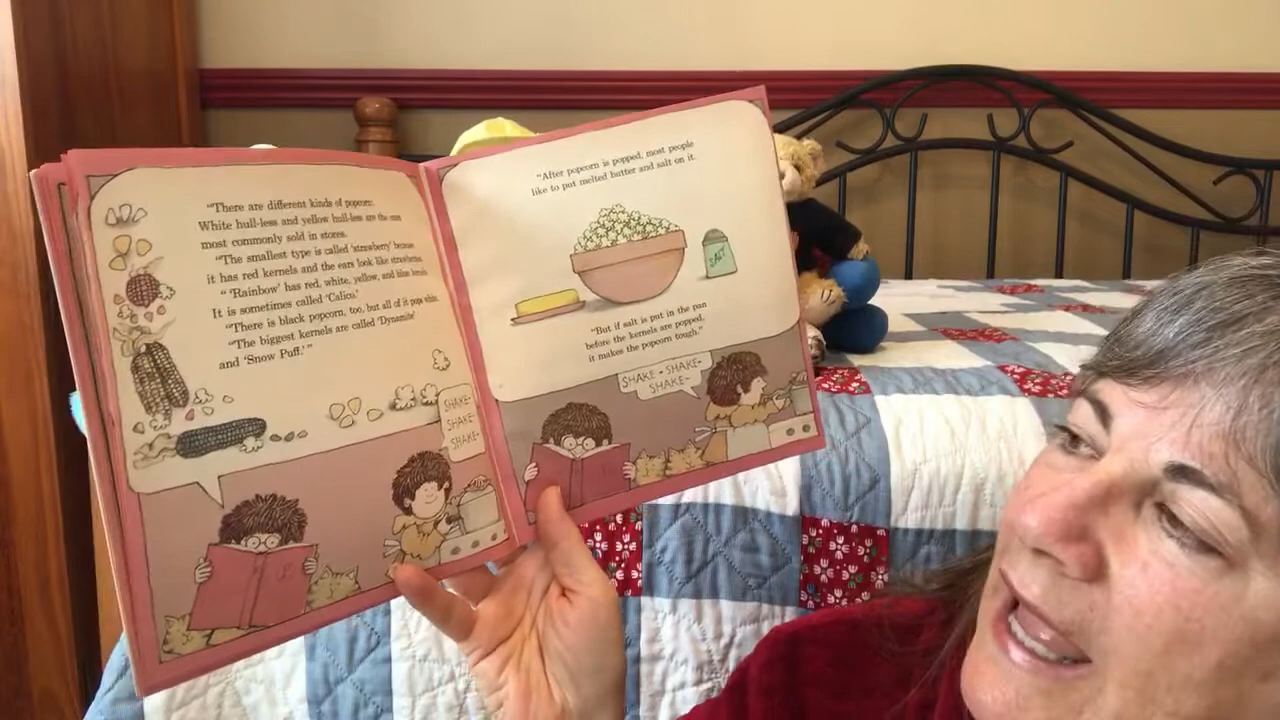 "There are different kinds of popcorn.
White hull-less and yellow hull-less are the ones
most commonly sold in stores.
"The smallest type is called 'strawberry' because
it has red kernels and the ears look like strawberries.
"'Rainbow' has red, white, yellow, and blue kernels.
It is sometimes called 'Calico.'
"There is black popcorn, too, but all of it pops white.
"The biggest kernels are called 'Dynamite'
and 'Snow Puff.'"
SHAKE-
SHAKE-
SHAKE-
"After popcorn is popped, most people
like to put melted butter and salt on it.
SALT
"But if salt is put in the pan
before the kernels are popped,
it makes the popcorn tough."
SHAKE-SHAKE-
SHAKE-